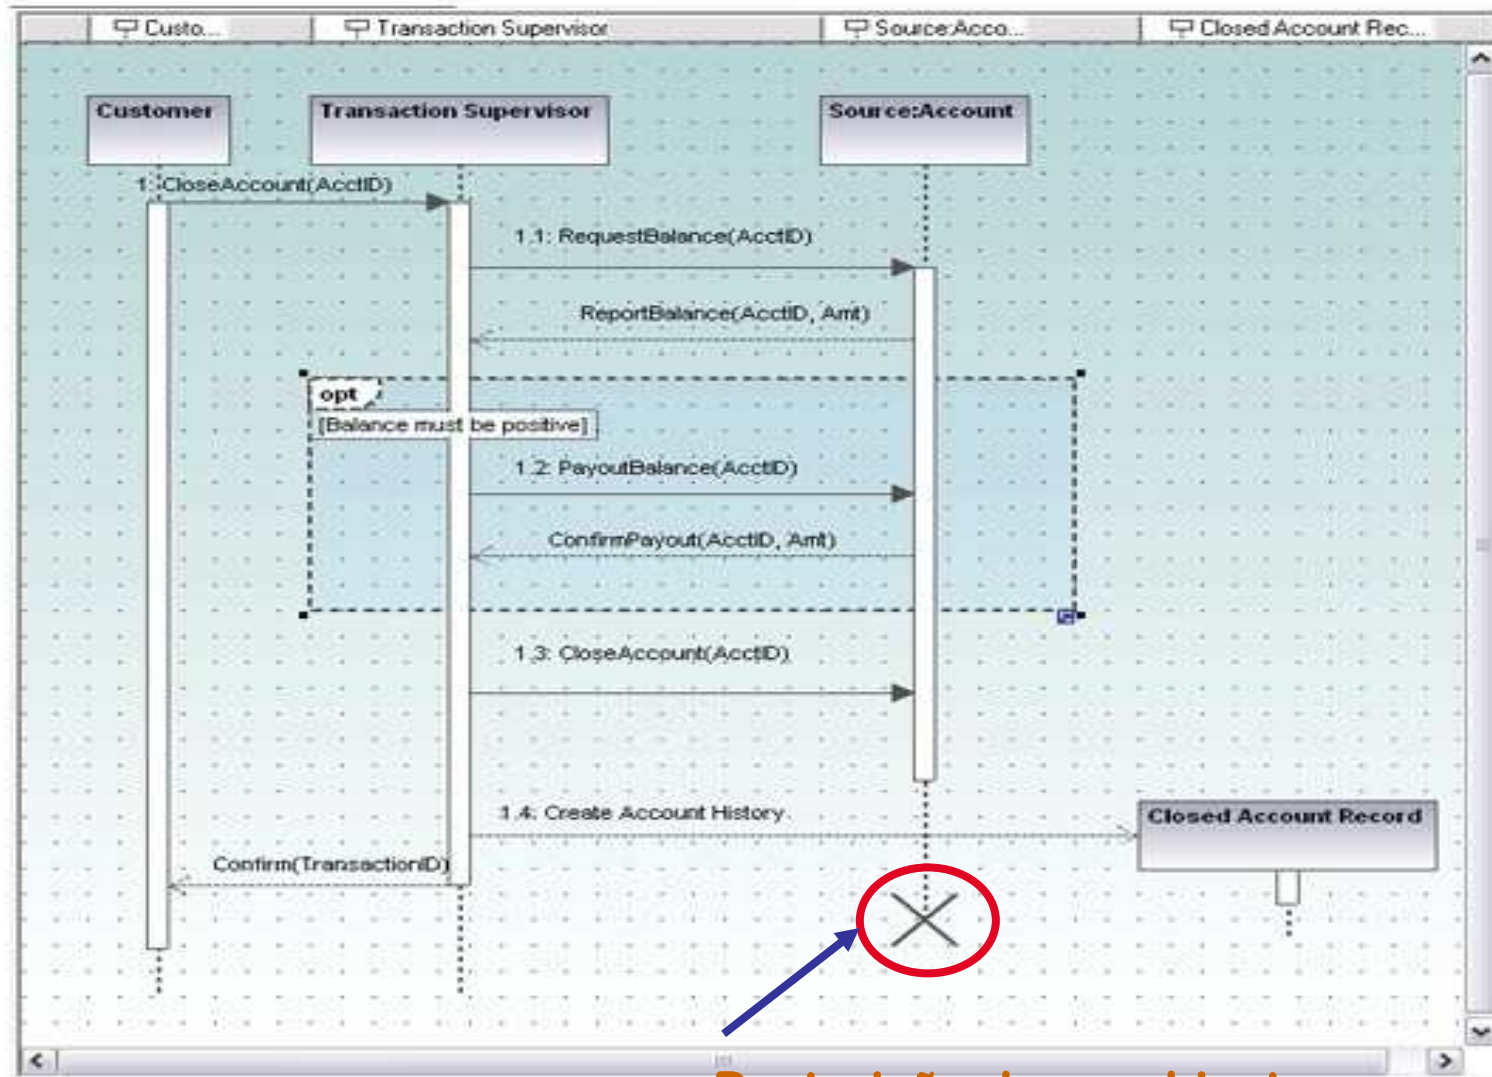 Custo...
Transaction Supervisor
Source:Acco...
Closed Account Rec...
Customer
Transaction Supervisor
Source:Account
1: CloseAccount(AcctID)
1.1: RequestBalance(AcctID)
ReportBalance(AcctID, Amt)
opt
[Balance must be positive]
1.2: PayoutBalance(AcctID)
ConfirmPayout(AcctID, Amt)
1.3: CloseAccount(AcctID)
1.4: Create Account History
Closed Account Record
Confirm(TransactionID)